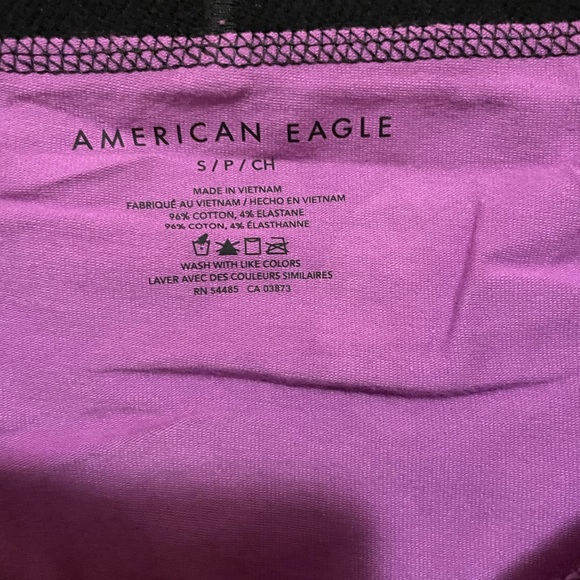 AMERICAN EAGLE
S / P / CH
MADE IN VIETNAM
FABRIQUÉ AU VIETNAM / HECHO EN VIETNAM
96% COTTON, 4% ELASTANE
96% COTON, 4% ÉLASTHANNE
WASH WITH LIKE COLORS
LAVER AVEC DES COULEURS SIMILAIRES
RN 54485 CA 03873